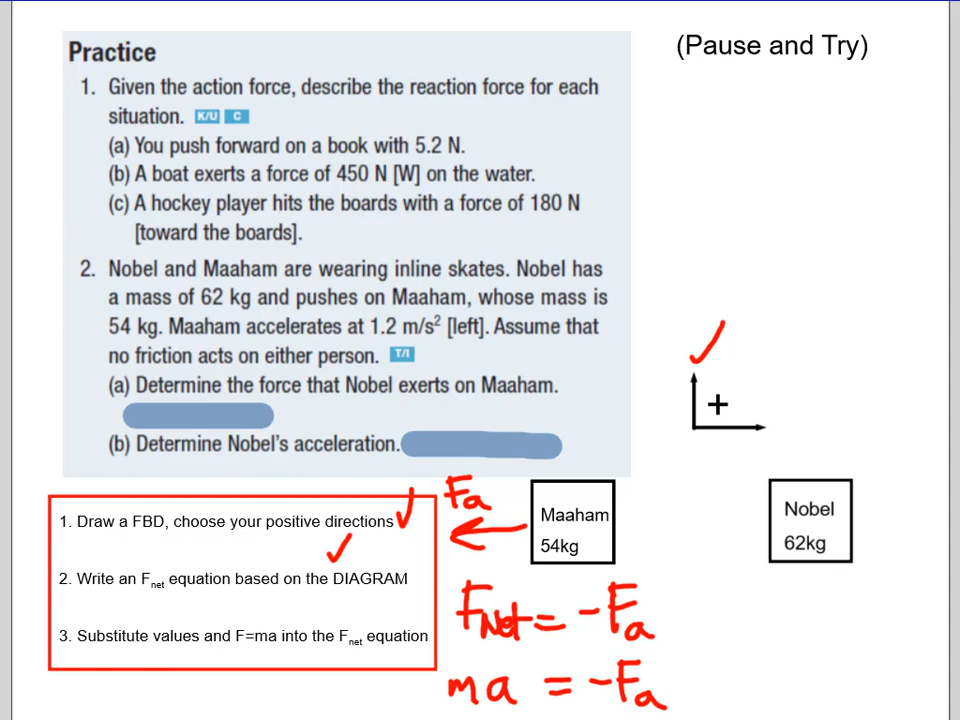 (Pause and Try)
Practice
1. Given the action force, describe the reaction force for each
situation. K/U C
(a) You push forward on a book with 5.2 N.
(b) A boat exerts a force of 450 N [W] on the water.
(c) A hockey player hits the boards with a force of 180 N
[toward the boards].
2. Nobel and Maaham are wearing inline skates. Nobel has
a mass of 62 kg and pushes on Maaham, whose mass is
54 kg. Maaham accelerates at 1.2 m/s² [left]. Assume that
no friction acts on either person. T/I
(a) Determine the force that Nobel exerts on Maaham.
(b) Determine Nobel's acceleration.
+
1. Draw a FBD, choose your positive directions
2. Write an Fnet equation based on the DIAGRAM
3. Substitute values and F=ma into the Fnet equation
Fa
Maaham
54kg
Nobel
62kg
FNet = -Fa
ma = -Fa